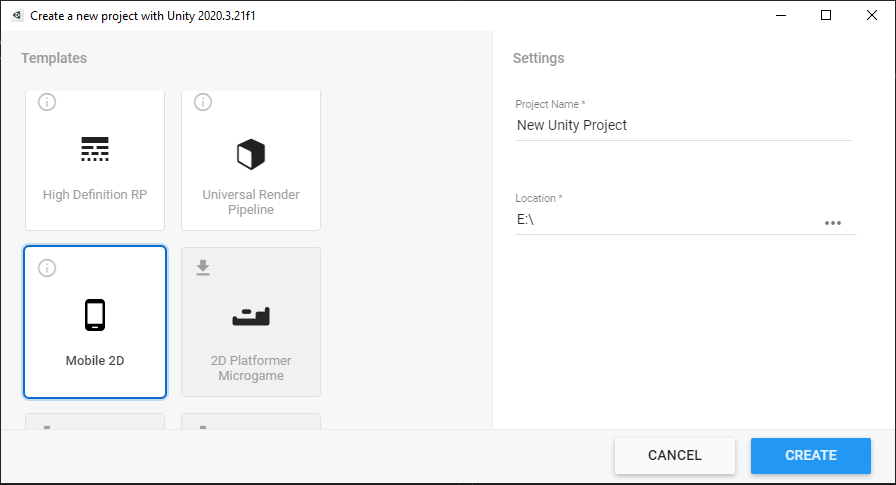 Create a new project with Unity 2020.3.21f1
Templates
High Definition RP
Universal Render
Pipeline
Mobile 2D
2D Platformer
Microgame
Settings
Project Name *
New Unity Project
Location *
E:\
CANCEL
CREATE